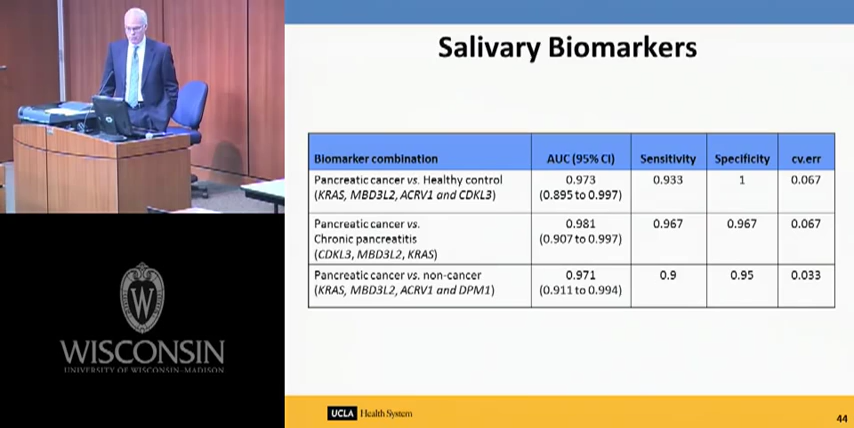 Salivary Biomarkers
Biomarker combination AUC (95% CI) Sensitivity Specificity cv.err
Pancreatic cancer vs. Healthy control 0.973 0.933 1 0.067
(KRAS, MBD3L2, ACRV1 and CDKL3) (0.895 to 0.997)
Pancreatic cancer vs. 0.981 0.967 0.967 0.067
Chronic pancreatitis (0.907 to 0.997)
(CDKL3, MBD3L2, KRAS)
Pancreatic cancer vs. non-cancer 0.971 0.9 0.95 0.033
(KRAS, MBD3L2, ACRV1 and DPM1) (0.911 to 0.994)
W
WISCONSIN
UNIVERSITY OF WISCONSIN–MADISON
UCLA Health System
44